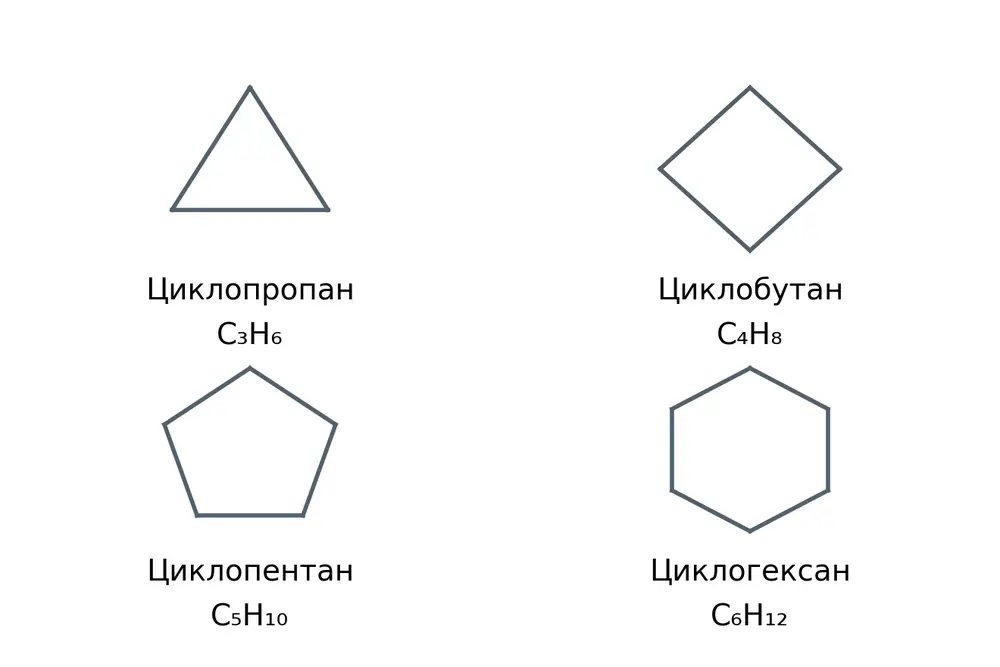 Циклопропан
C₃H₆
Циклобутан
C₄H₈
Циклопентан
C₅H₁₀
Циклогексан
C₆H₁₂